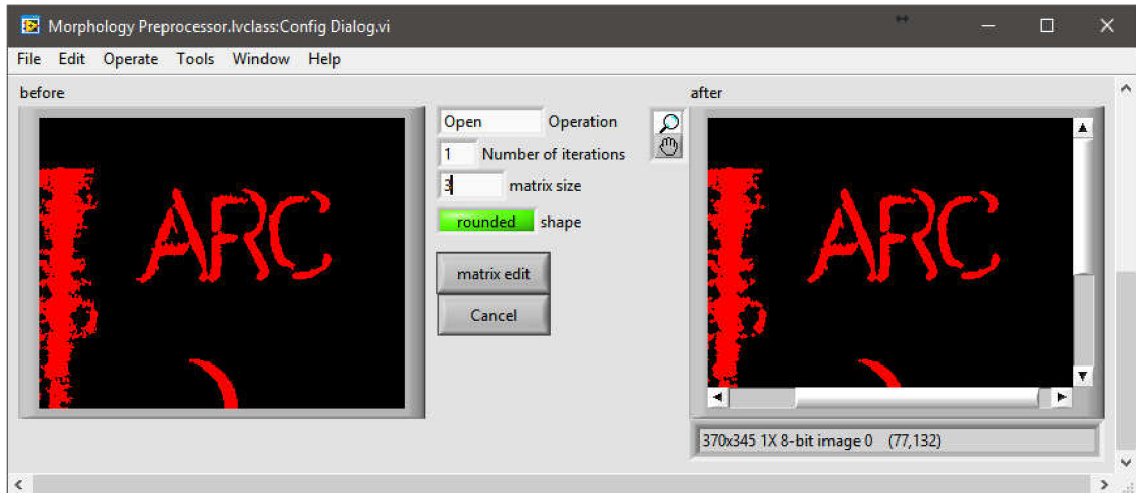 Morphology Preprocessor.lvclass:Config Dialog.vi
File Edit Operate Tools Window Help
before
after
Open Operation
1 Number of iterations
3 matrix size
rounded shape
matrix edit
Cancel
ARC
ARC
370x345 1X 8-bit image 0 (77,132)